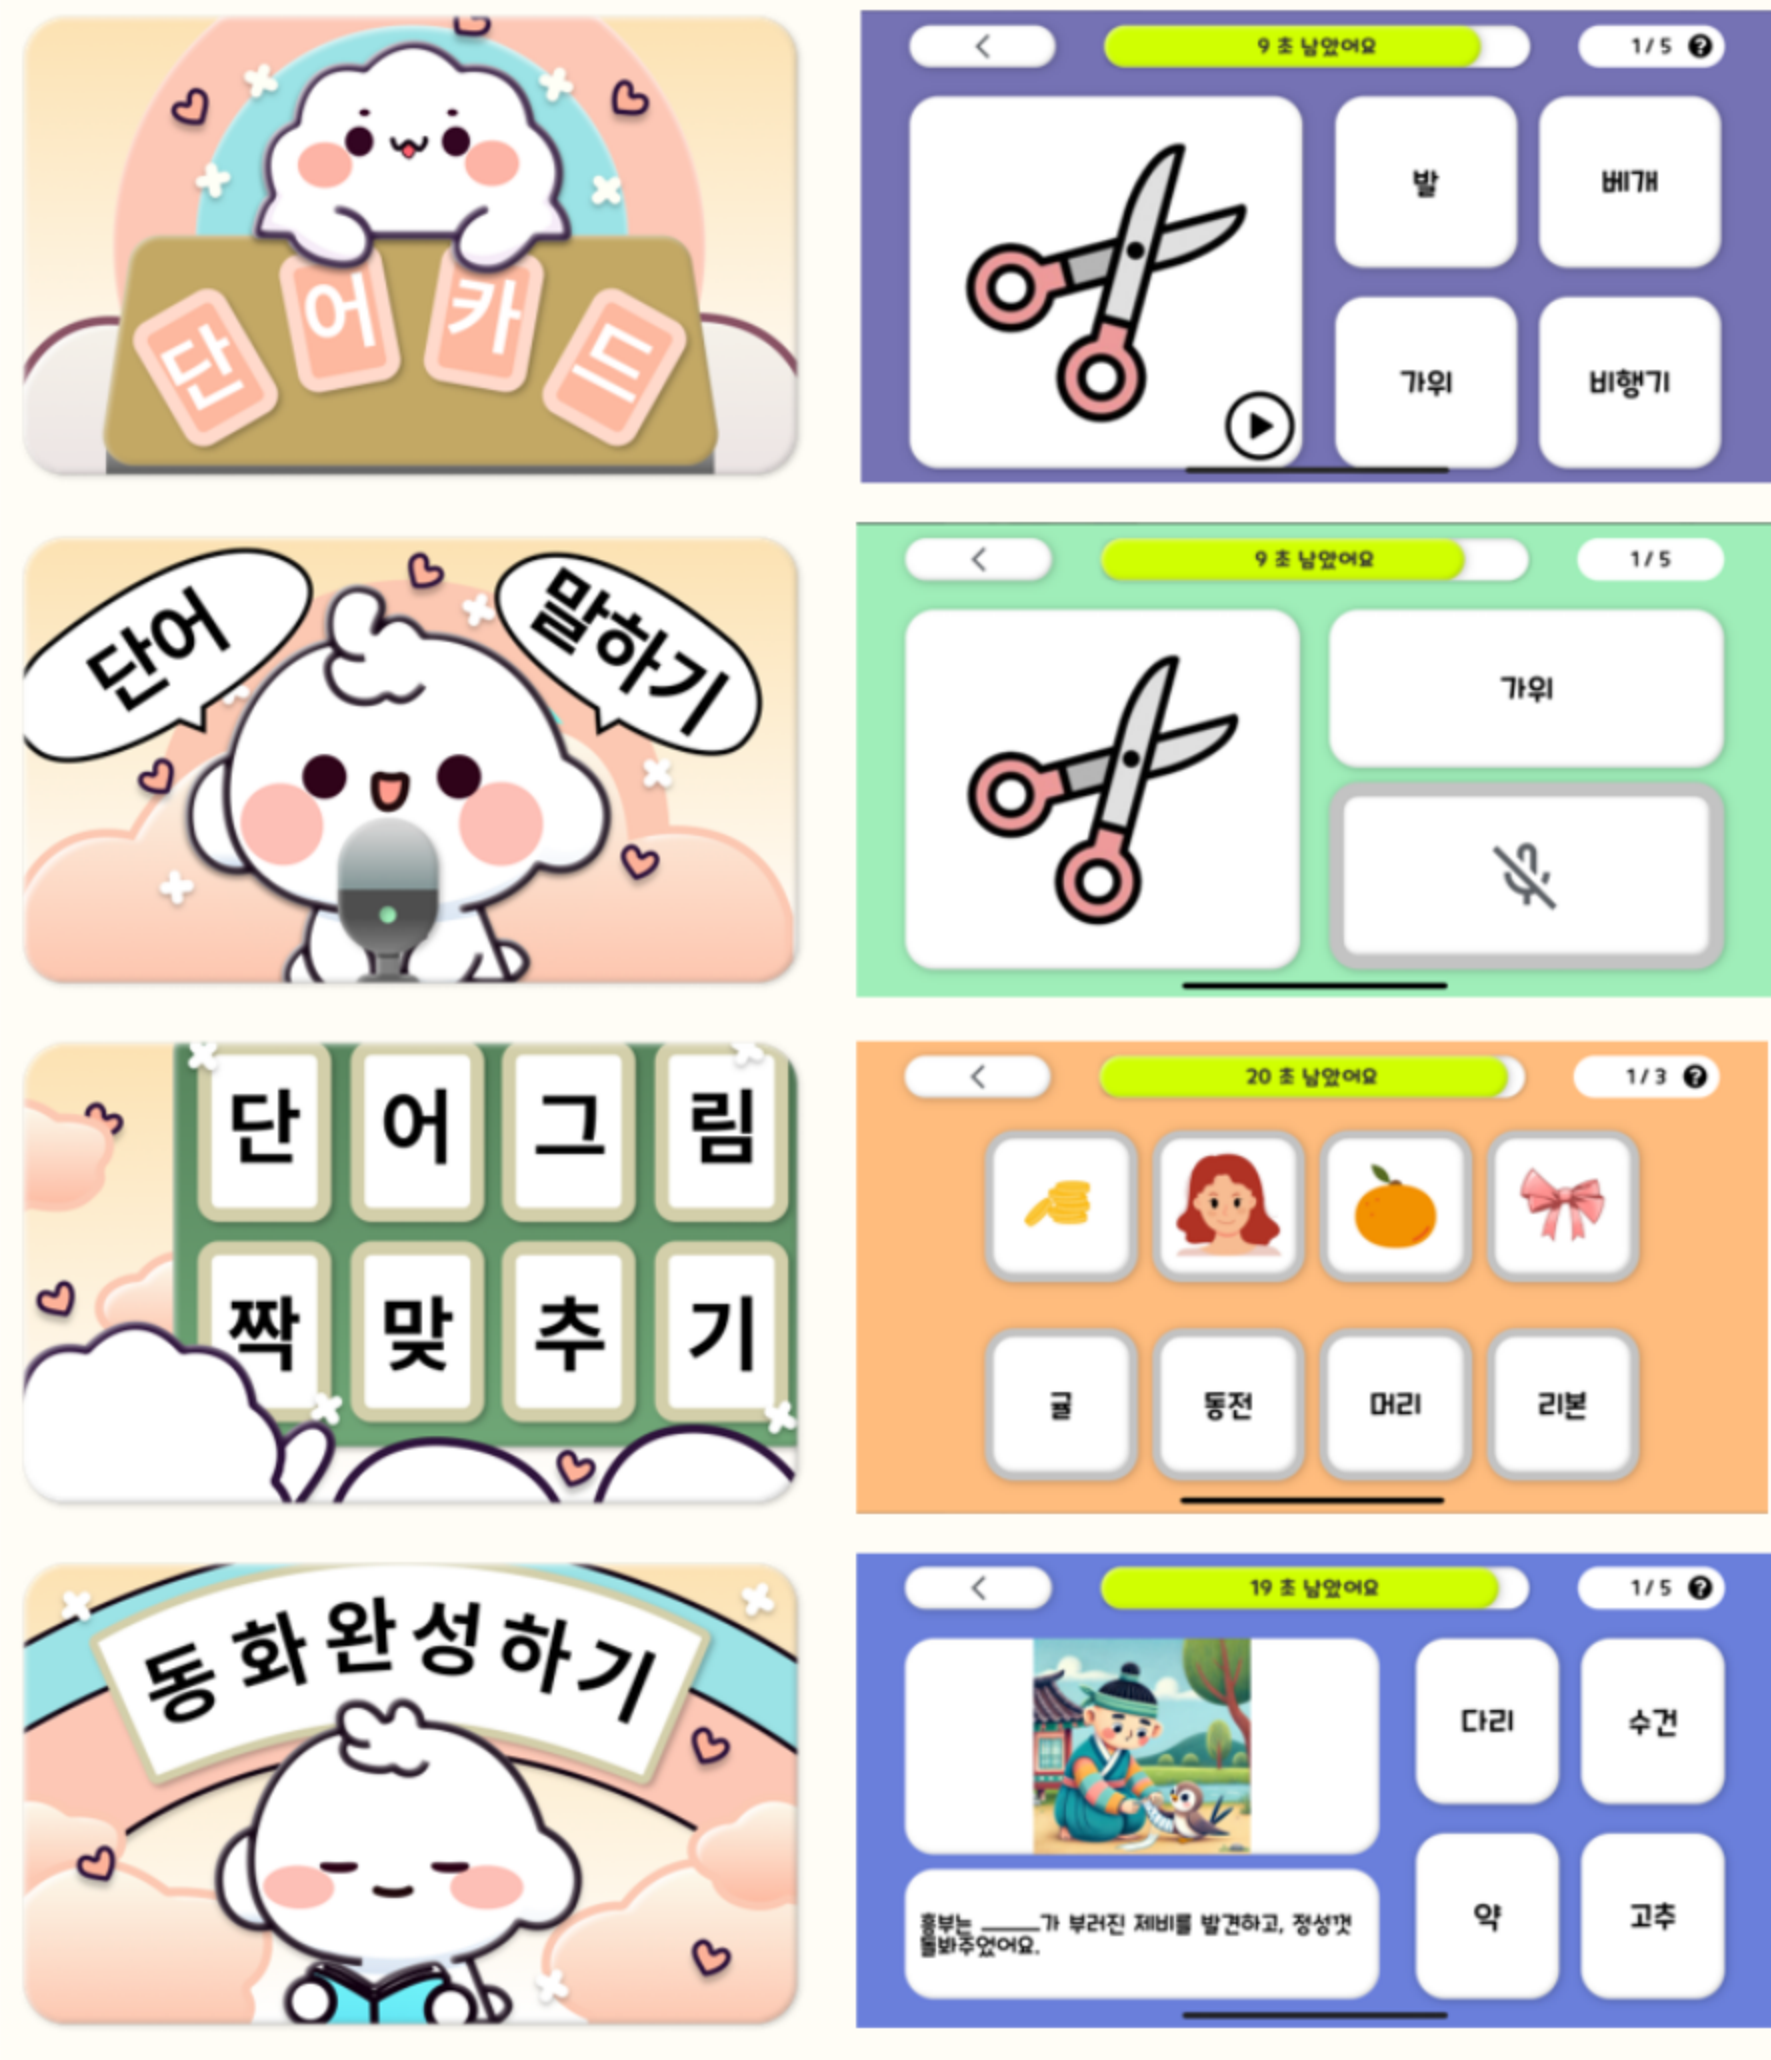 단어카드
9 초 남았어요
1 / 5
발
베개
가위
비행기
단어
말하기
9 초 남았어요
1 / 5
가위
단어그림
짝맞추기
20 초 남았어요
1 / 3
귤
동전
머리
리본
동화완성하기
19 초 남았어요
1 / 5
다리
수건
흥부는 ______가 부러진 제비를 발견하고, 정성껏
돌봐주었어요.
약
고추